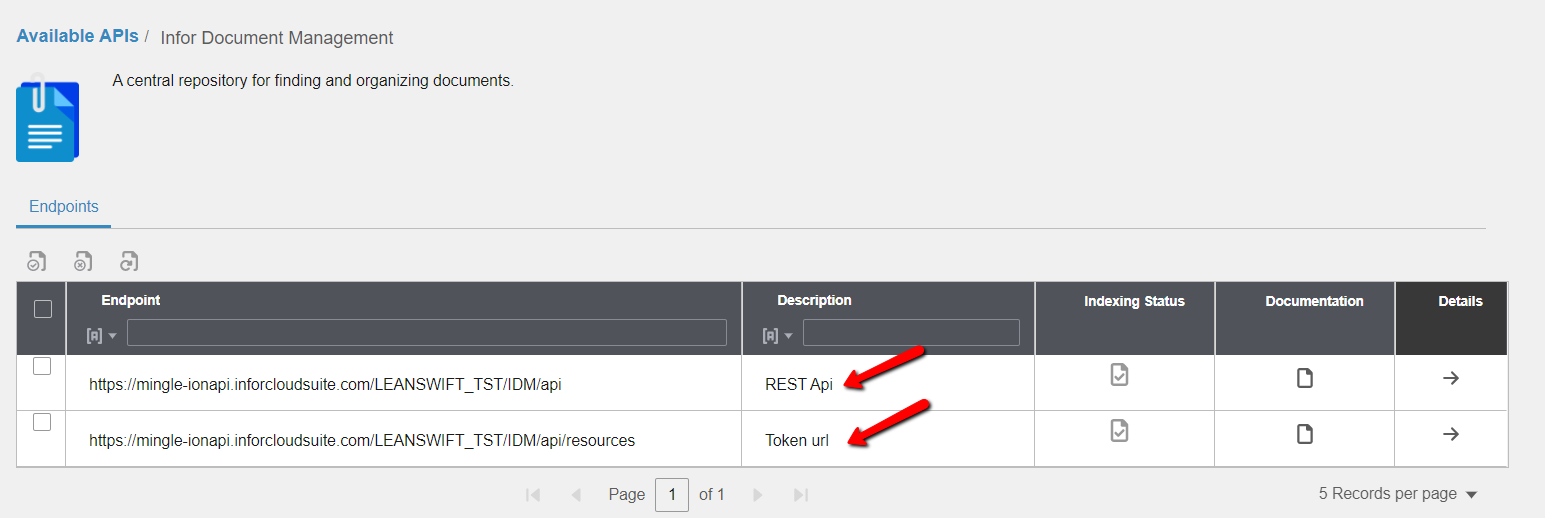 Available APIs / Infor Document Management
A central repository for finding and organizing documents.
Endpoints
Endpoint Description Indexing Status Documentation Details
[A] [A]
https://mingle-ionapi.inforcloudsuite.com/LEANSWIFT_TST/IDM/api REST Api
https://mingle-ionapi.inforcloudsuite.com/LEANSWIFT_TST/IDM/api/resources Token url
Page 1 of 1 5 Records per page